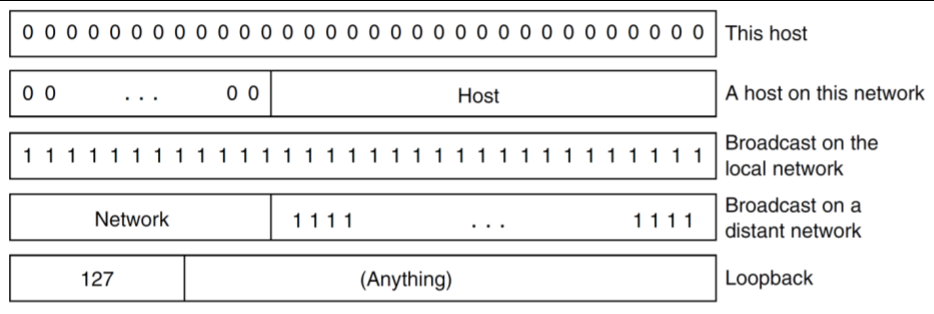 0 0 0 0 0 0 0 0 0 0 0 0 0 0 0 0 0 0 0 0 0 0 0 0 0 0 0 0 0 0 0 0 This host
0 0 ... 0 0 Host A host on this network
1 1 1 1 1 1 1 1 1 1 1 1 1 1 1 1 1 1 1 1 1 1 1 1 1 1 1 1 1 1 1 1 Broadcast on the
local network
Network 1 1 1 1 ... 1 1 1 1 Broadcast on a
distant network
127 (Anything) Loopback